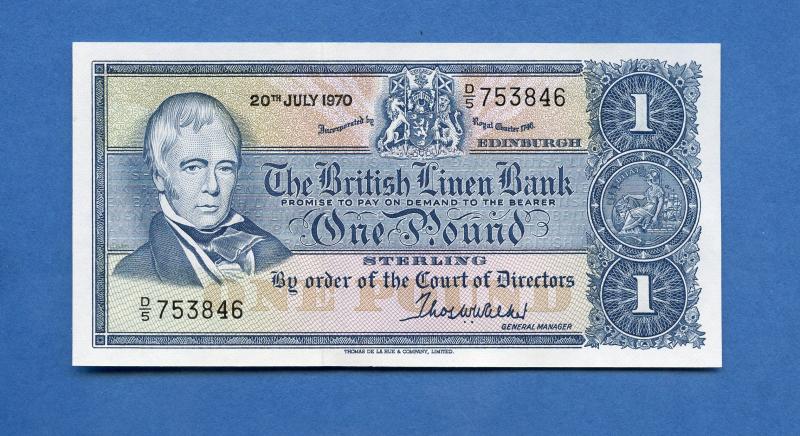 20TH JULY 1970
D/5 753846
Incorporated by Royal Charter 1746.
EDINBURGH
The British Linen Bank
PROMISE TO PAY ON DEMAND TO THE BEARER
One Pound
STERLING
By order of the Court of Directors
ONE POUND
D/5 753846
GENERAL MANAGER
1
1
THOMAS DE LA RUE & COMPANY, LIMITED.